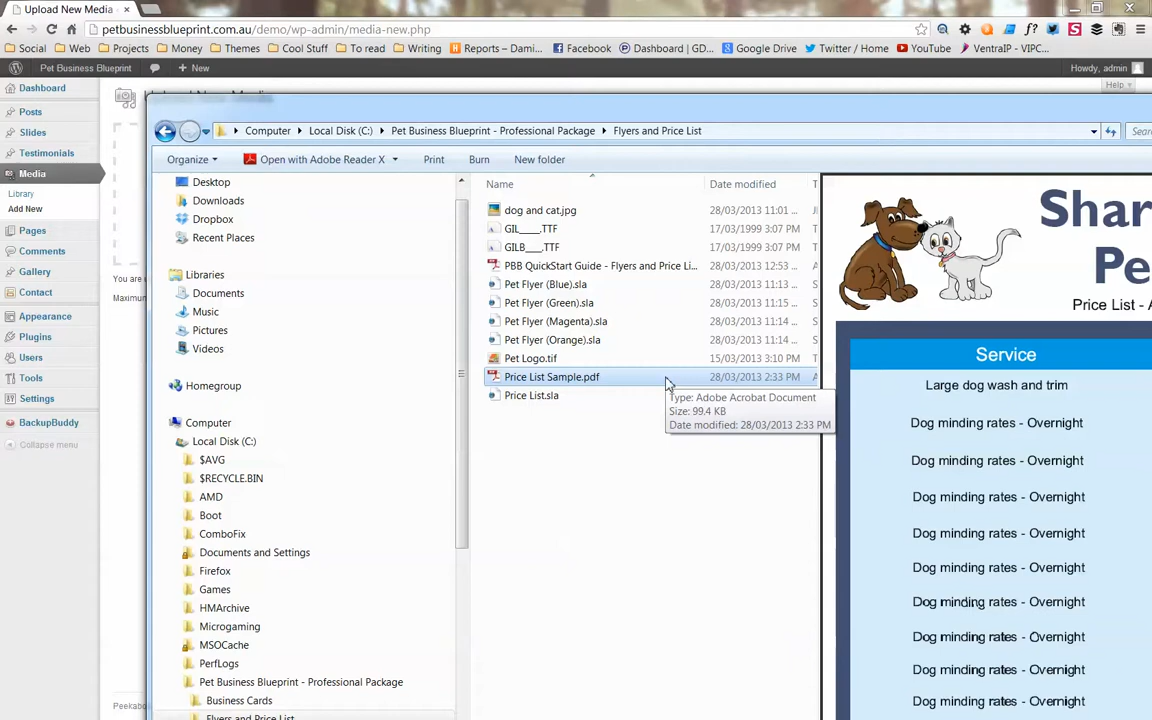 Upload New Media
petbusinessblueprint.com.au/demo/wp-admin/media-new.php
Social Web Projects Money Themes Cool Stuff To read Writing Reports – Dami... Facebook Dashboard | GD... Google Drive Twitter / Home YouTube VentraIP - VIPC...
Pet Business Blueprint + New Howdy, admin
Help
Dashboard
Posts
Slides
Testimonials
Media
Library
Add New
Pages
Comments
Gallery
Contact
Appearance
Plugins
Users
Tools
Settings
BackupBuddy
Collapse menu
You are
Maximum
Peekabo
Computer Local Disk (C:) Pet Business Blueprint - Professional Package Flyers and Price List Sear
Organize Open with Adobe Reader X Print Burn New folder
Desktop
Downloads
Dropbox
Recent Places
Libraries
Documents
Music
Pictures
Videos
Homegroup
Computer
Local Disk (C:)
$AVG
$RECYCLE.BIN
AMD
Boot
ComboFix
Documents and Settings
Firefox
Games
HMArchive
Microgaming
MSOCache
PerfLogs
Pet Business Blueprint - Professional Package
Business Cards
Flyers and Price List
Name Date modified T
dog and cat.jpg 28/03/2013 11:01 ...
GIL____.TTF 17/03/1999 3:07 PM
GILB____.TTF 17/03/1999 3:07 PM
PBB QuickStart Guide - Flyers and Price Li... 28/03/2013 12:53 ...
Pet Flyer (Blue).sla 28/03/2013 11:13 ...
Pet Flyer (Green).sla 28/03/2013 11:15 ...
Pet Flyer (Magenta).sla 28/03/2013 11:14 ...
Pet Flyer (Orange).sla 28/03/2013 11:14 ...
Pet Logo.tif 15/03/2013 3:10 PM
Price List Sample.pdf 28/03/2013 2:33 PM
Price List.sla
Type: Adobe Acrobat Document
Size: 99.4 KB
Date modified: 28/03/2013 2:33 PM
Shar
Pe
Price List - A
Service
Large dog wash and trim
Dog minding rates - Overnight
Dog minding rates - Overnight
Dog minding rates - Overnight
Dog minding rates - Overnight
Dog minding rates - Overnight
Dog minding rates - Overnight
Dog minding rates - Overnight
Dog minding rates - Overnight
Dog minding rates - Overnight